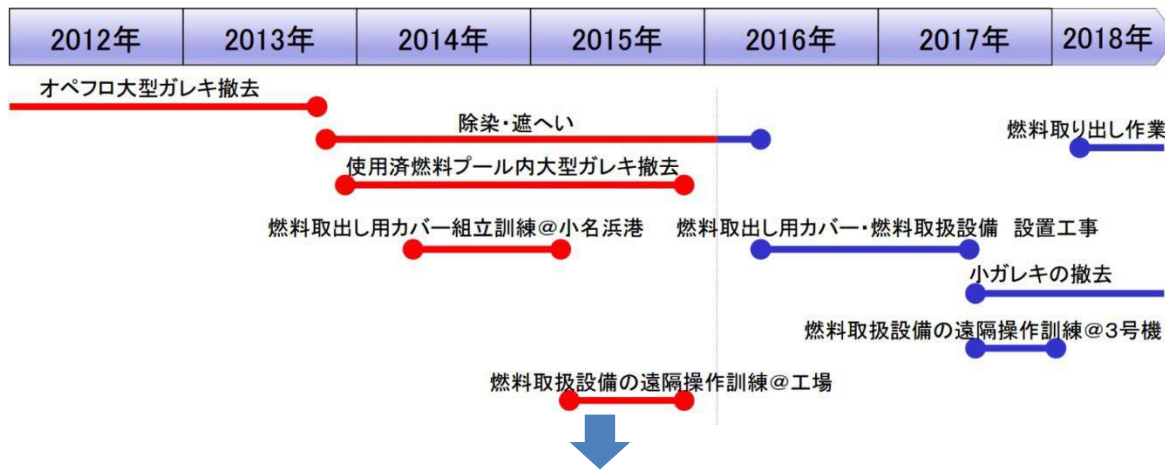 2012年 2013年 2014年 2015年 2016年 2017年 2018年
オペフロ大型ガレキ撤去
除染・遮へい
燃料取り出し作業
使用済燃料プール内大型ガレキ撤去
燃料取出し用カバー組立訓練＠小名浜港
燃料取出し用カバー・燃料取扱設備 設置工事
小ガレキの撤去
燃料取扱設備の遠隔操作訓練＠3号機
燃料取扱設備の遠隔操作訓練＠工場